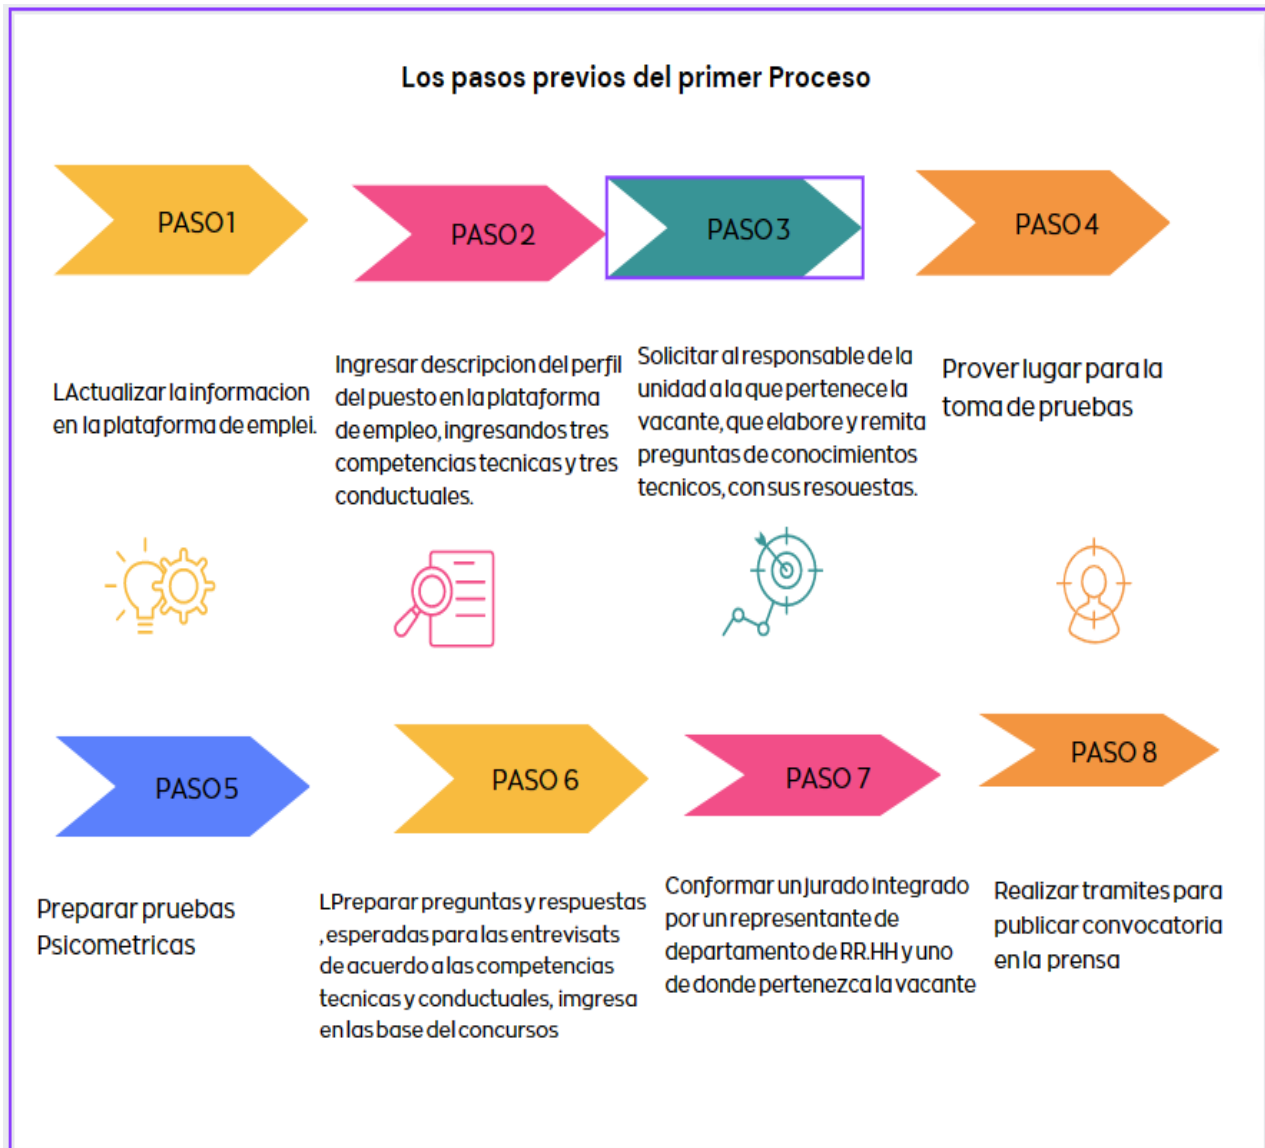 Los pasos previos del primer Proceso
PASO1
PASO2
PASO3
PASO4
LActualizar la informacion
en la plataforma de emplei.
Ingresar descripcion del perfil
del puesto en la plataforma
de empleo, ingresandos tres
competencias tecnicas y tres
conductuales.
Solicitar al responsable de la
unidad a la que pertenece la
vacante, que elabore y remita
preguntas de conocimientos
tecnicos, con sus resouestas.
Prover lugar para la
toma de pruebas
PASO5
PASO 6
PASO 7
PASO 8
Preparar pruebas
Psicometricas
LPreparar preguntas y respuestas
, esperadas para las entrevisats
de acuerdo a las competencias
tecnicas y conductuales, imgresa
en las base del concursos
Conformar un jurado integrado
por un representante de
departamento de RR.HH y uno
de donde pertenezca la vacante
Realizar tramites para
publicar convocatoria
en la prensa